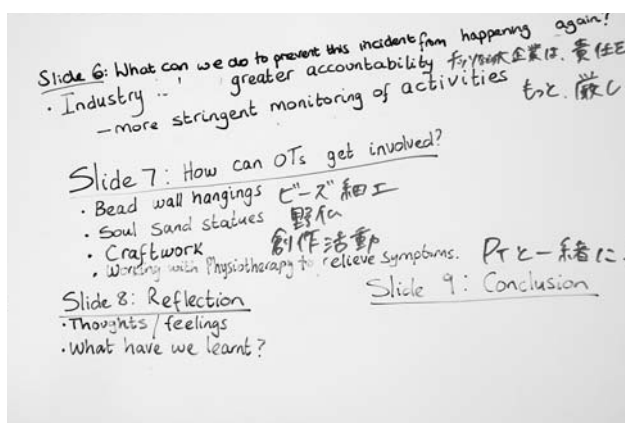 Slide 6: What can we do to prevent this incident from happening again?
· Industry : greater accountability 企業は、責任を
– more stringent monitoring of activities もっと、厳し
Slide 7: How can OTs get involved?
· Bead wall hangings ビーズ細工
· Soul Sand statues 野仏
· Craftwork 創作活動
· Working with Physiotherapy to relieve symptoms. PTと一緒に.
Slide 8: Reflection
· Thoughts / feelings
· What have we learnt?
Slide 9: Conclusion